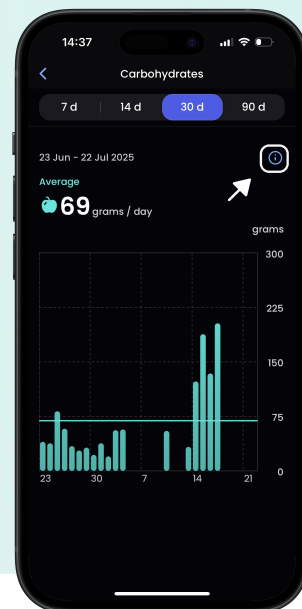 14:37
Carbohydrates
7 d 14 d 30 d 90 d
23 Jun - 22 Jul 2025
Average
69 grams / day
grams
300
225
150
75
0
23 30 7 14 21